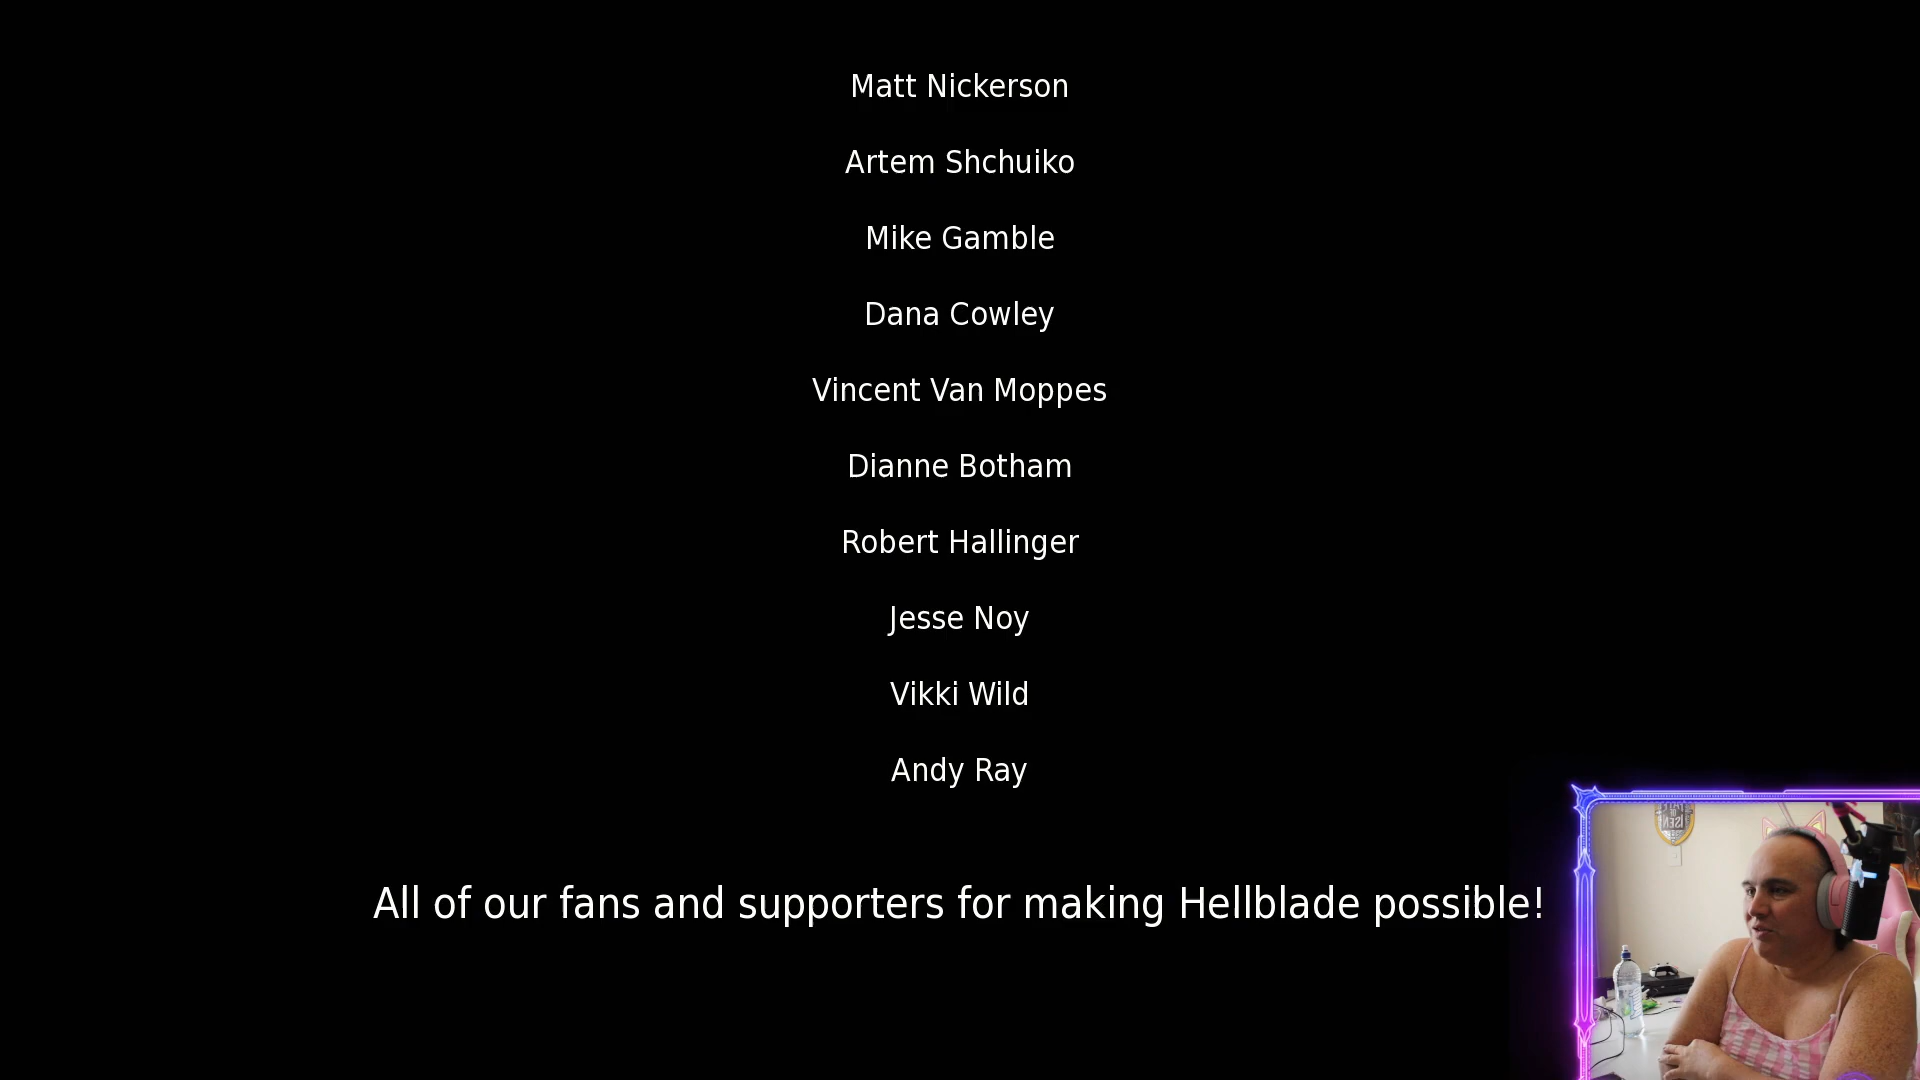 Matt Nickerson
Artem Shchuiko
Mike Gamble
Dana Cowley
Vincent Van Moppes
Dianne Botham
Robert Hallinger
Jesse Noy
Vikki Wild
Andy Ray
All of our fans and supporters for making Hellblade possible!